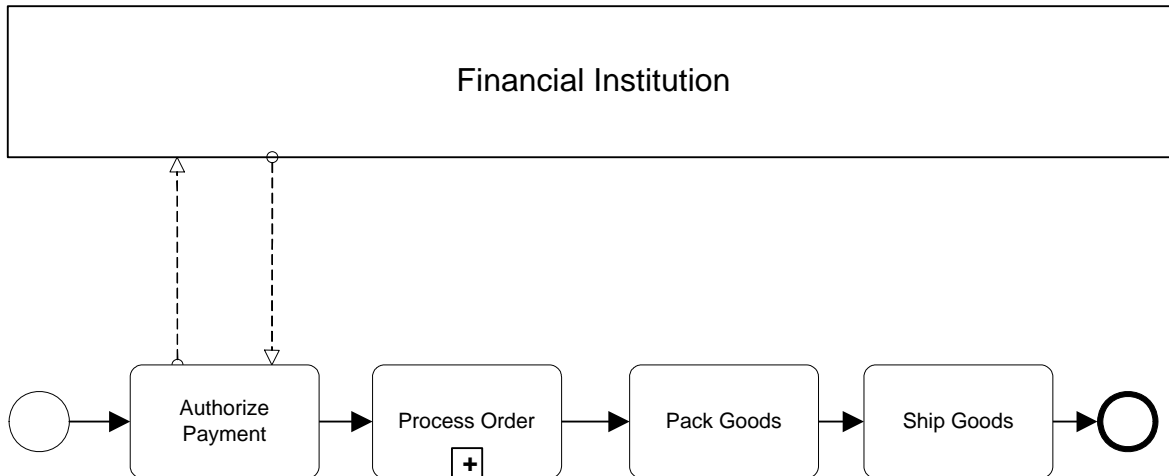 Financial Institution
Authorize
Payment
Process Order
Pack Goods
Ship Goods